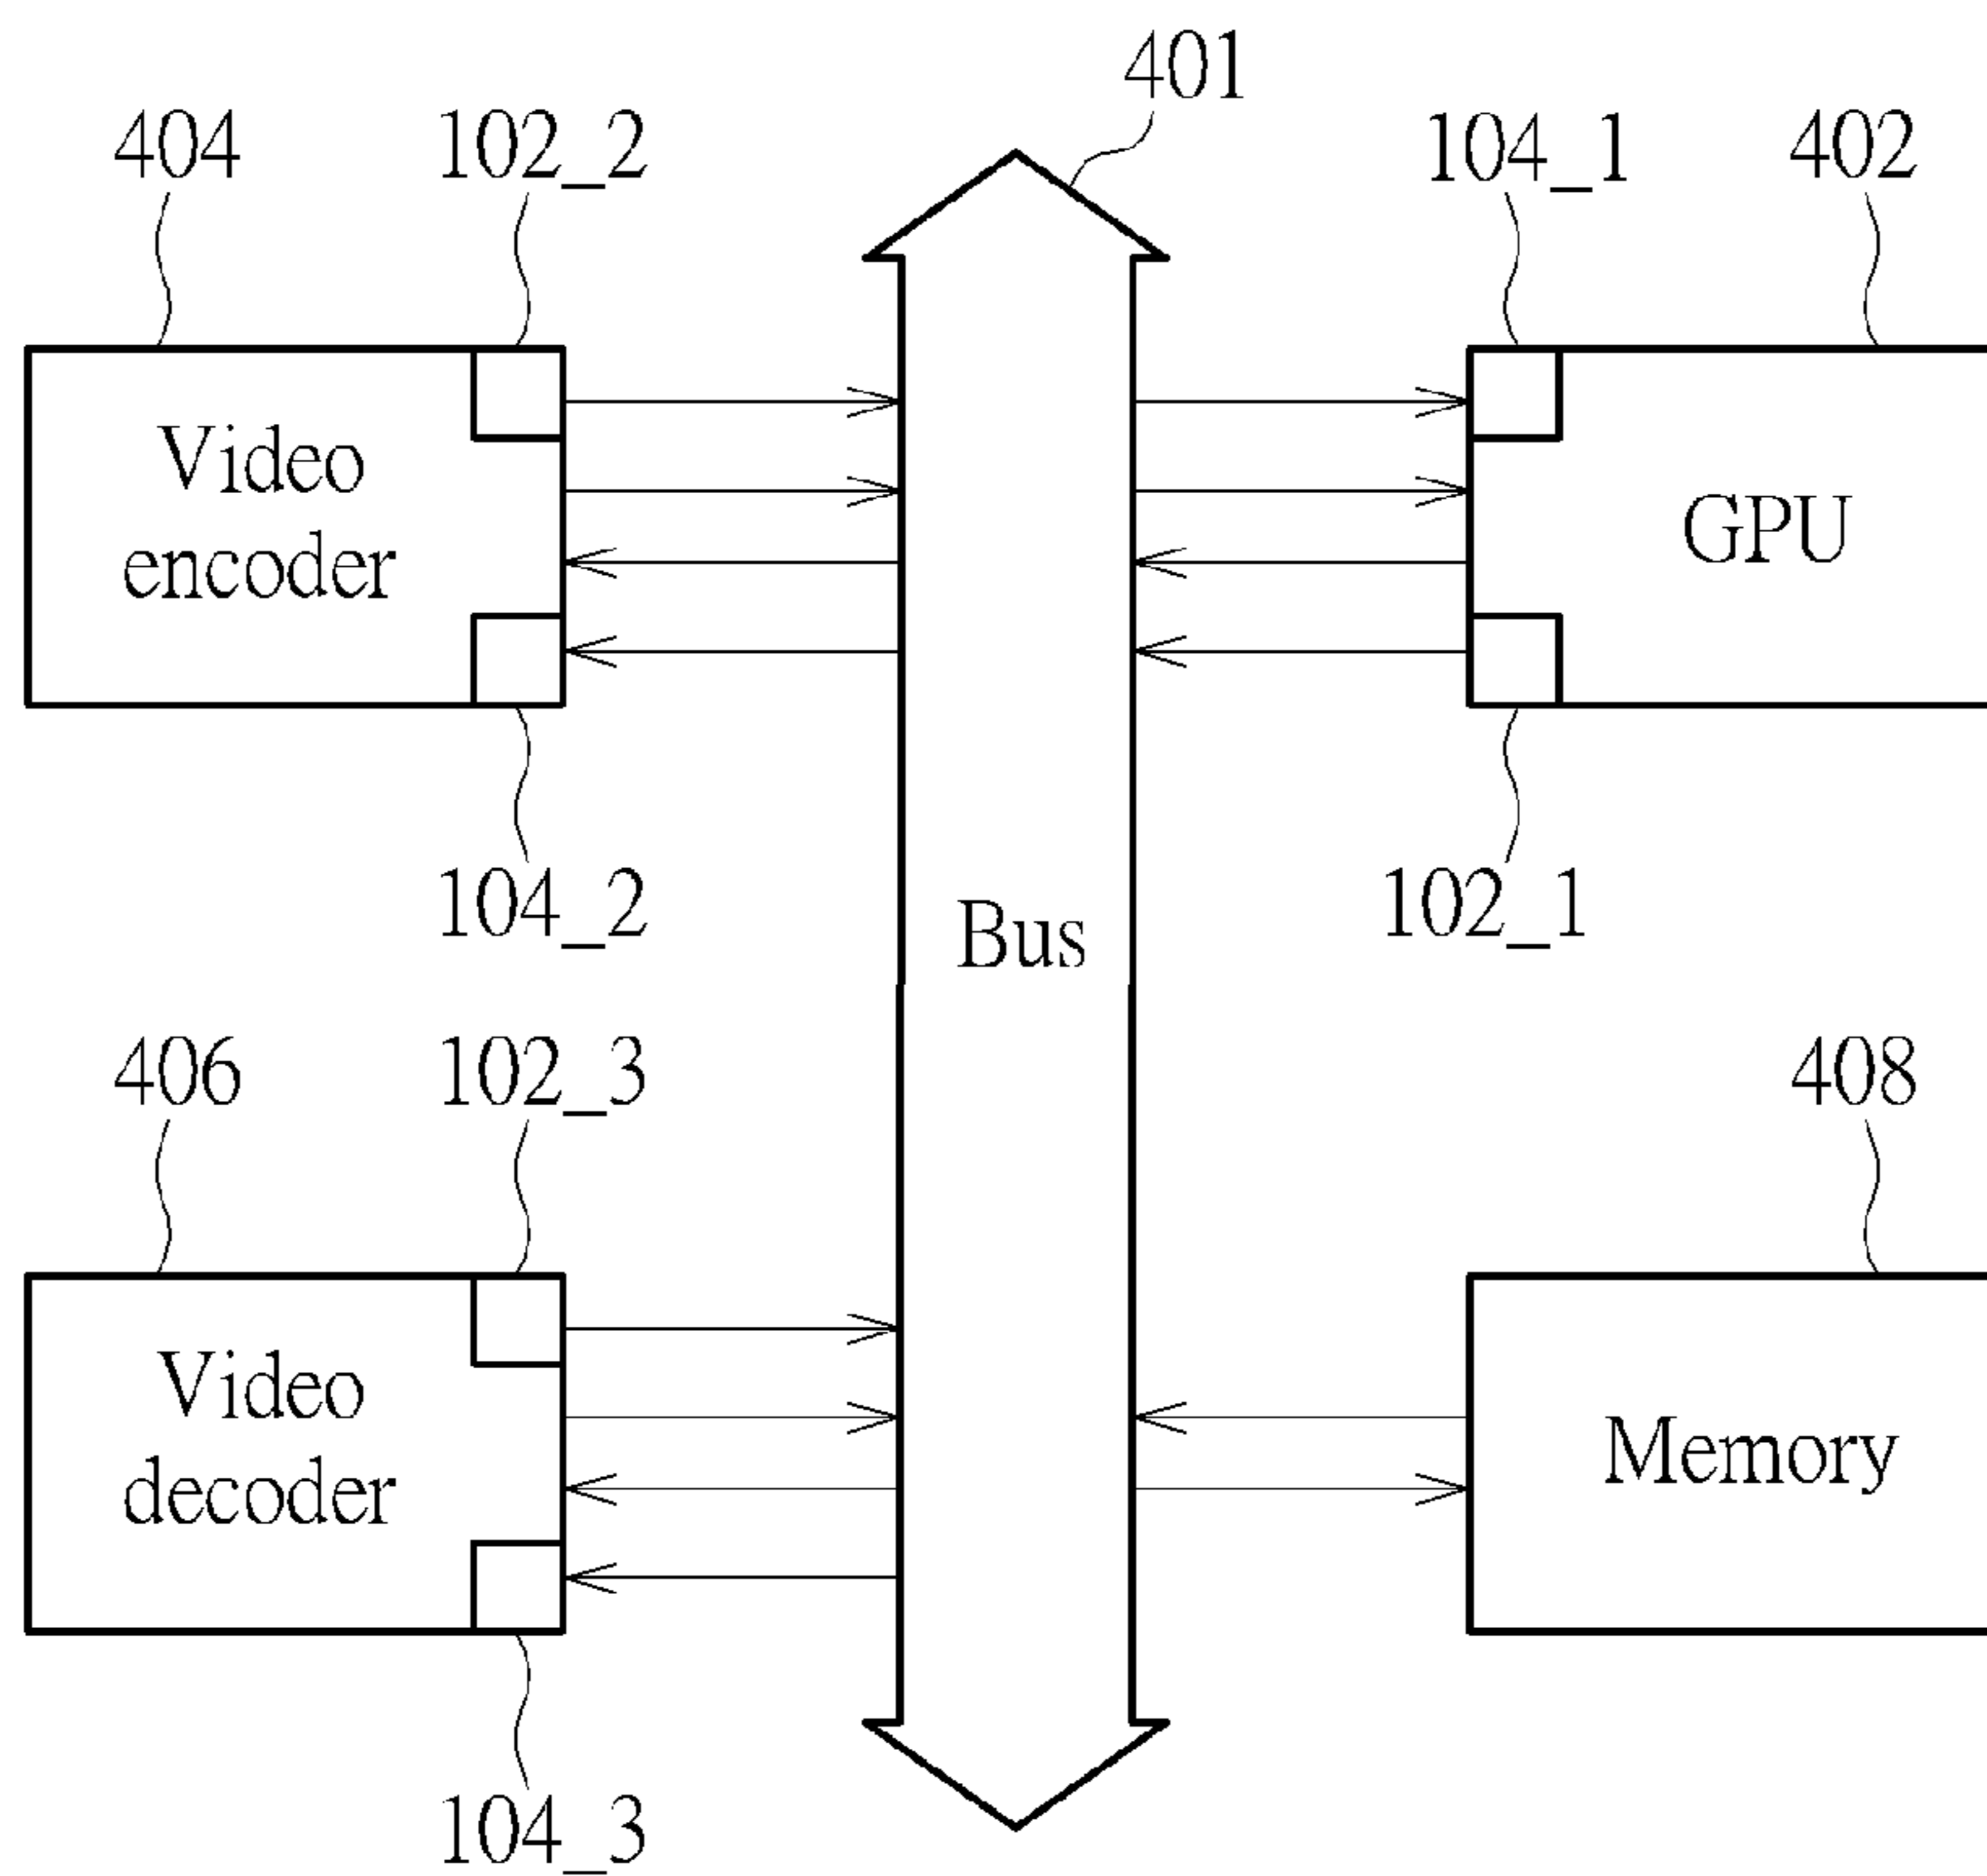 401
404
102_2
104_1
402
Video
encoder
GPU
104_2
102_1
Bus
406
102_3
408
Video
decoder
Memory
104_3